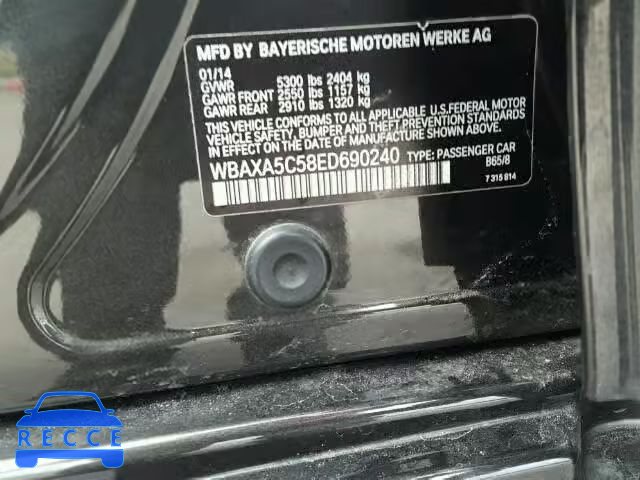 MFD BY BAYERISCHE MOTOREN WERKE AG
01/14
GVWR 5300 lbs 2404 kg
GAWR FRONT 2550 lbs 1157 kg
GAWR REAR 2910 lbs 1320 kg
THIS VEHICLE CONFORMS TO ALL APPLICABLE U.S.FEDERAL MOTOR
VEHICLE SAFETY, BUMPER AND THEFT PREVENTION STANDARDS
IN EFFECT ON THE DATE OF MANUFACTURE SHOWN ABOVE.
WBAXA5C58ED690240 TYPE: PASSENGER CAR
B65/8
7 315 814
RECCE